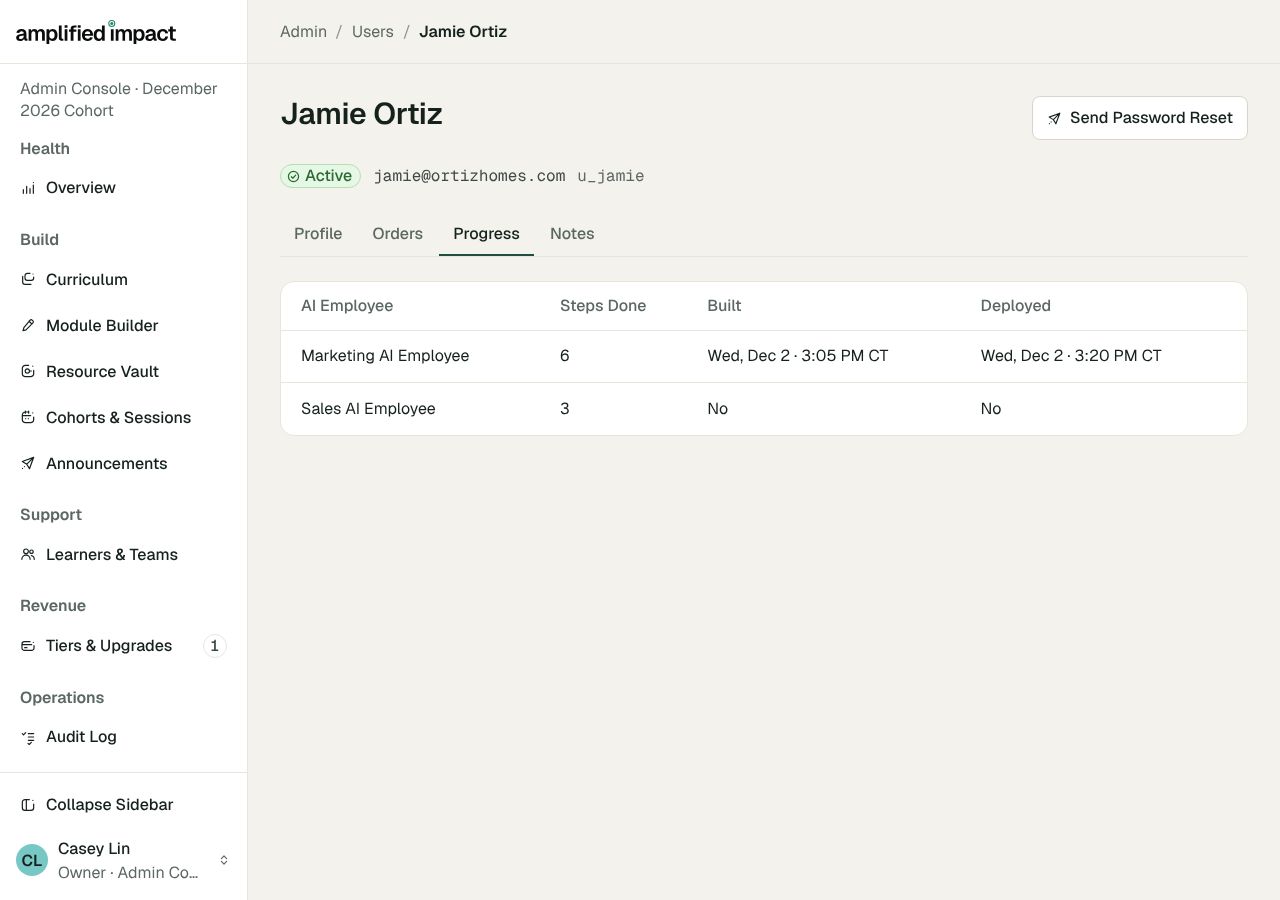 amplified impact
Admin / Users / Jamie Ortiz
Admin Console · December
2026 Cohort
Health
Overview
Build
Curriculum
Module Builder
Resource Vault
Cohorts & Sessions
Announcements
Support
Learners & Teams
Revenue
Tiers & Upgrades 1
Operations
Audit Log
Collapse Sidebar
CL
Casey Lin
Owner · Admin Co…
Jamie Ortiz
Send Password Reset
Active jamie@ortizhomes.com u_jamie
Profile Orders Progress Notes
AI Employee Steps Done Built Deployed
Marketing AI Employee 6 Wed, Dec 2 · 3:05 PM CT Wed, Dec 2 · 3:20 PM CT
Sales AI Employee 3 No No